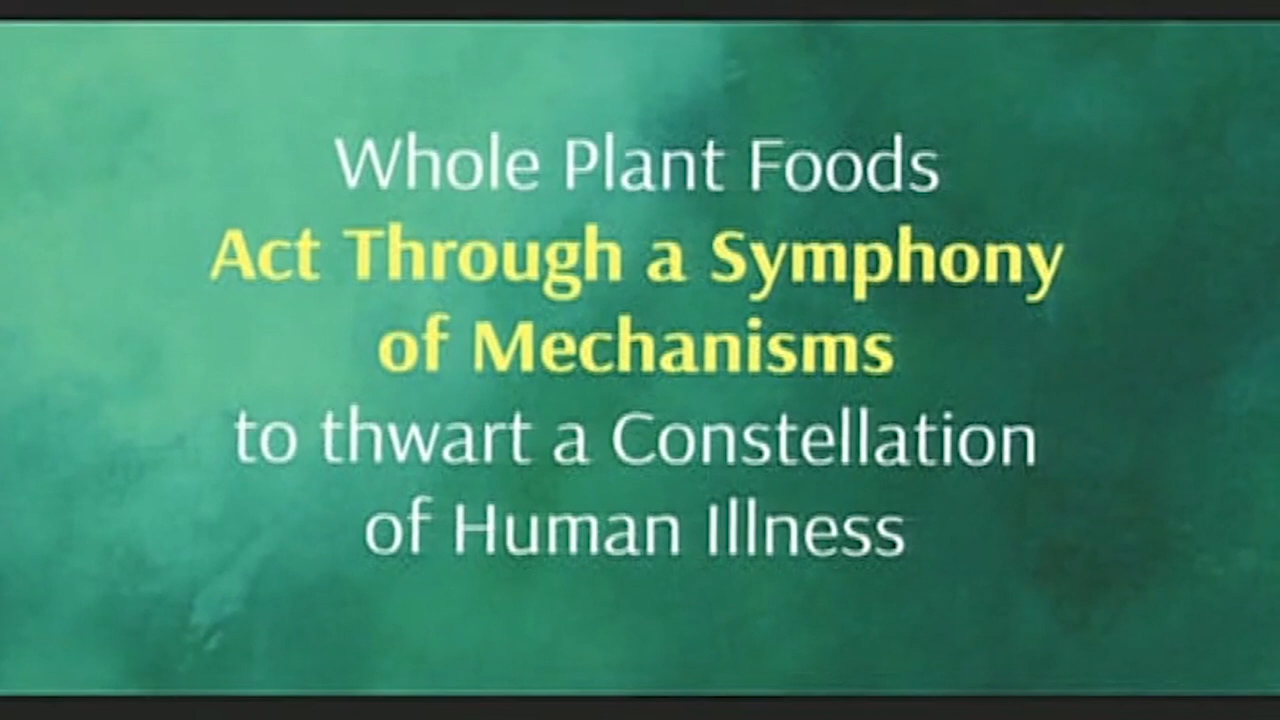 Whole Plant Foods
Act Through a Symphony
of Mechanisms
to thwart a Constellation
of Human Illness